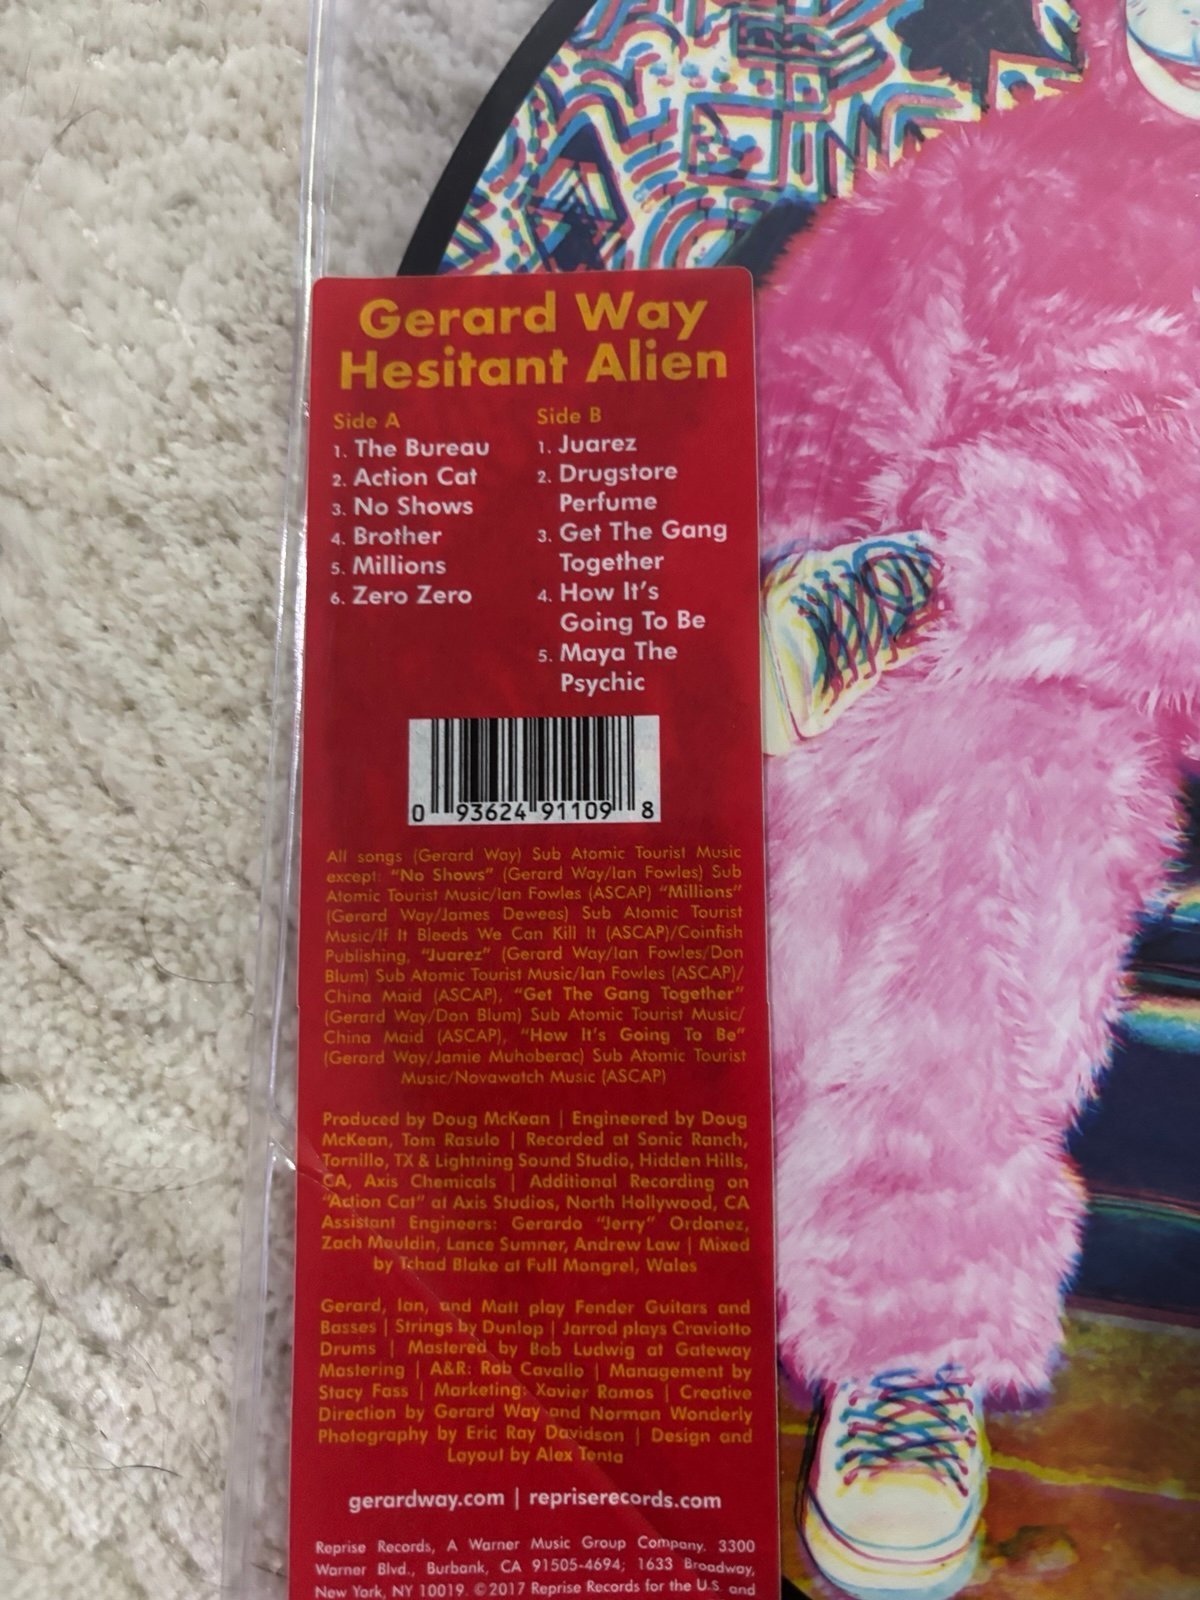 Gerard Way
Hesitant Alien
Side A
1. The Bureau
2. Action Cat
3. No Shows
4. Brother
5. Millions
6. Zero Zero
Side B
1. Juarez
2. Drugstore
Perfume
3. Get The Gang
Together
4. How It's
Going To Be
5. Maya The
Psychic
0 93624 91109 8
All songs (Gerard Way) Sub Atomic Tourist Music
except: "No Shows" (Gerard Way/Ian Fowles) Sub
Atomic Tourist Music/Ian Fowles (ASCAP) "Millions"
(Gerard Way/James Dewees) Sub Atomic Tourist
Music/If It Bleeds We Can Kill It (ASCAP)/Coinfish
Publishing, "Juarez" (Gerard Way/Ian Fowles/Don
Blum) Sub Atomic Tourist Music/Ian Fowles (ASCAP)/
China Maid (ASCAP), "Get The Gang Together"
(Gerard Way/Don Blum) Sub Atomic Tourist Music/
China Maid (ASCAP), "How It's Going To Be"
(Gerard Way/Jamie Muhoberac) Sub Atomic Tourist
Music/Novawatch Music (ASCAP)
Produced by Doug McKean | Engineered by Doug
McKean, Tom Rasulo | Recorded at Sonic Ranch,
Tornillo, TX & Lightning Sound Studio, Hidden Hills,
CA, Axis Chemicals | Additional Recording on
"Action Cat" at Axis Studios, North Hollywood, CA
Assistant Engineers: Gerardo "Jerry" Ordonez,
Zach Mauldin, Lance Sumner, Andrew Law | Mixed
by Tchad Blake at Full Mongrel, Wales
Gerard, Ian, and Matt play Fender Guitars and
Basses | Strings by Dunlop | Jarrod plays Craviotto
Drums | Mastered by Bob Ludwig at Gateway
Mastering | A&R: Rob Cavallo | Management by
Stacy Fass | Marketing: Xavier Ramos | Creative
Direction by Gerard Way and Norman Wonderly
Photography by Eric Ray Davidson | Design and
Layout by Alex Tenta
gerardway.com | repriserecords.com
Reprise Records, A Warner Music Group Company. 3300
Warner Blvd., Burbank, CA 91505-4694; 1633 Broadway,
New York, NY 10019. ©2017 Reprise Records for the U.S. and